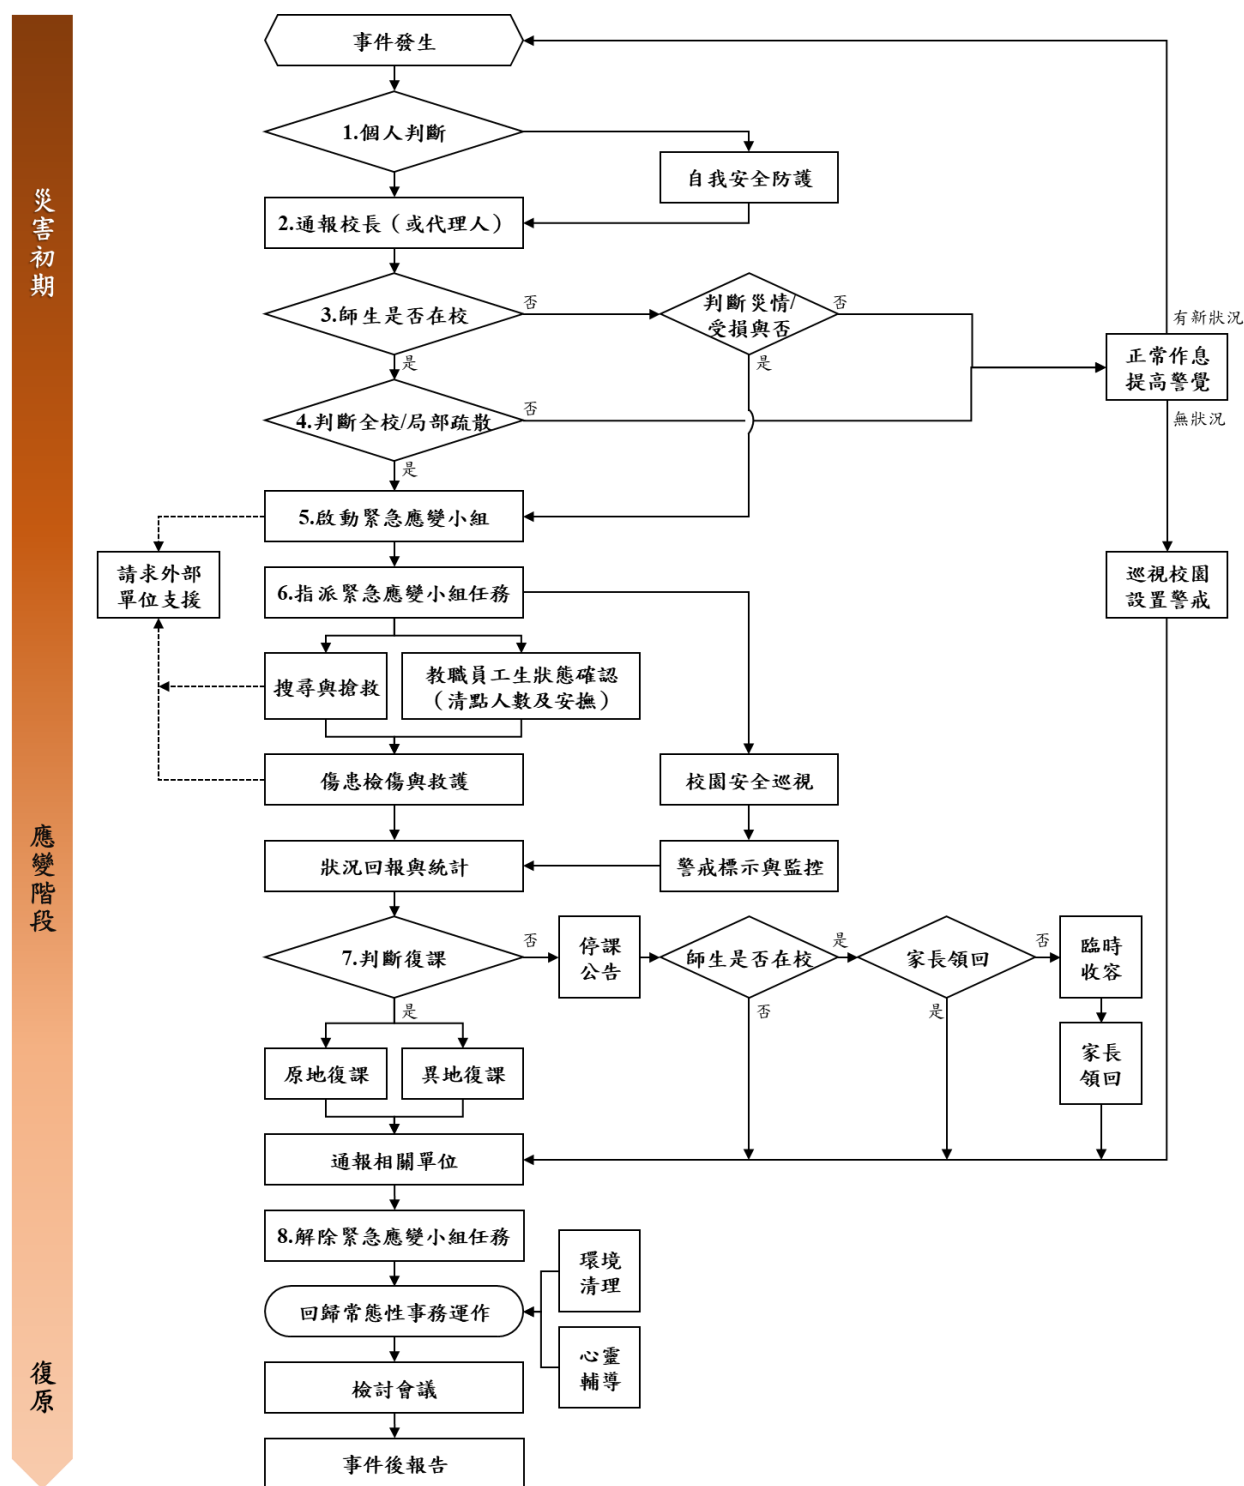 災害初期
應變階段
復原
事件發生
1.個人判斷
自我安全防護
2.通報校長（或代理人）
3.師生是否在校
否
是
判斷災情/
受損與否
否
是
有新狀況
正常作息
提高警覺
無狀況
4.判斷全校/局部疏散
否
是
5.啟動緊急應變小組
請求外部
單位支援
巡視校園
設置警戒
6.指派緊急應變小組任務
搜尋與搶救
教職員工生狀態確認
（清點人數及安撫）
傷患檢傷與救護
校園安全巡視
狀況回報與統計
警戒標示與監控
7.判斷復課
否
是
停課
公告
師生是否在校
是
否
家長領回
否
是
臨時
收容
家長
領回
原地復課
異地復課
通報相關單位
8.解除緊急應變小組任務
環境
清理
回歸常態性事務運作
心靈
輔導
檢討會議
事件後報告